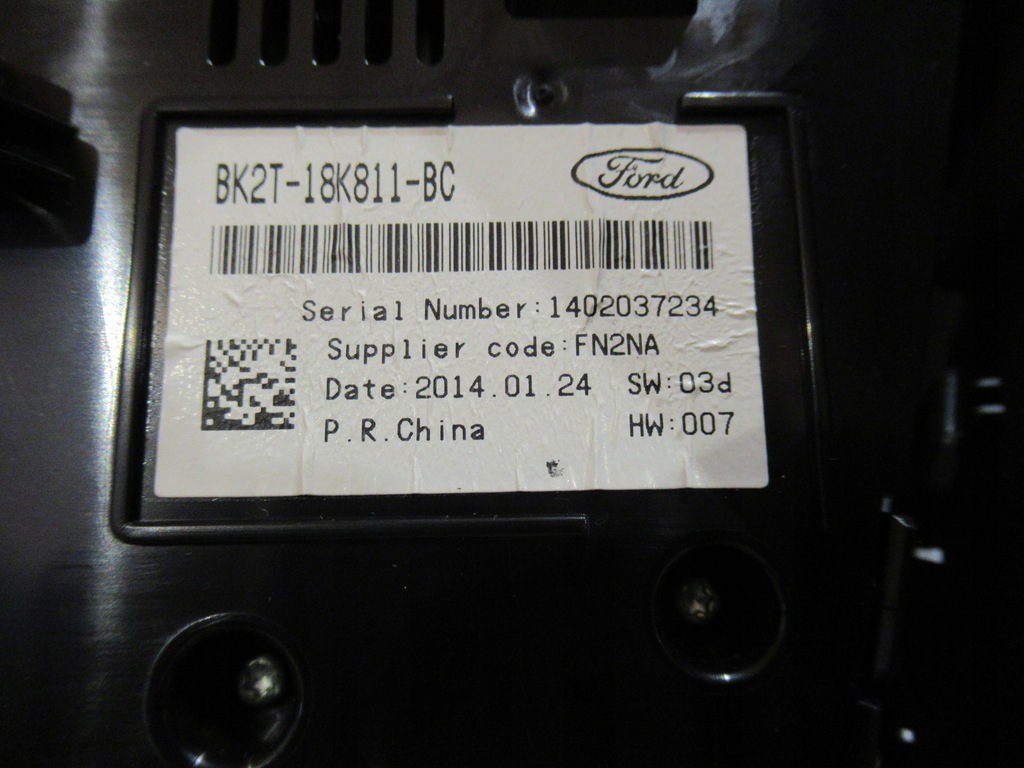 BK2T-18K811-BC
Ford
Serial Number:1402037234
Supplier code:FN2NA
Date:2014.01.24 SW:03d
P.R.China HW:007